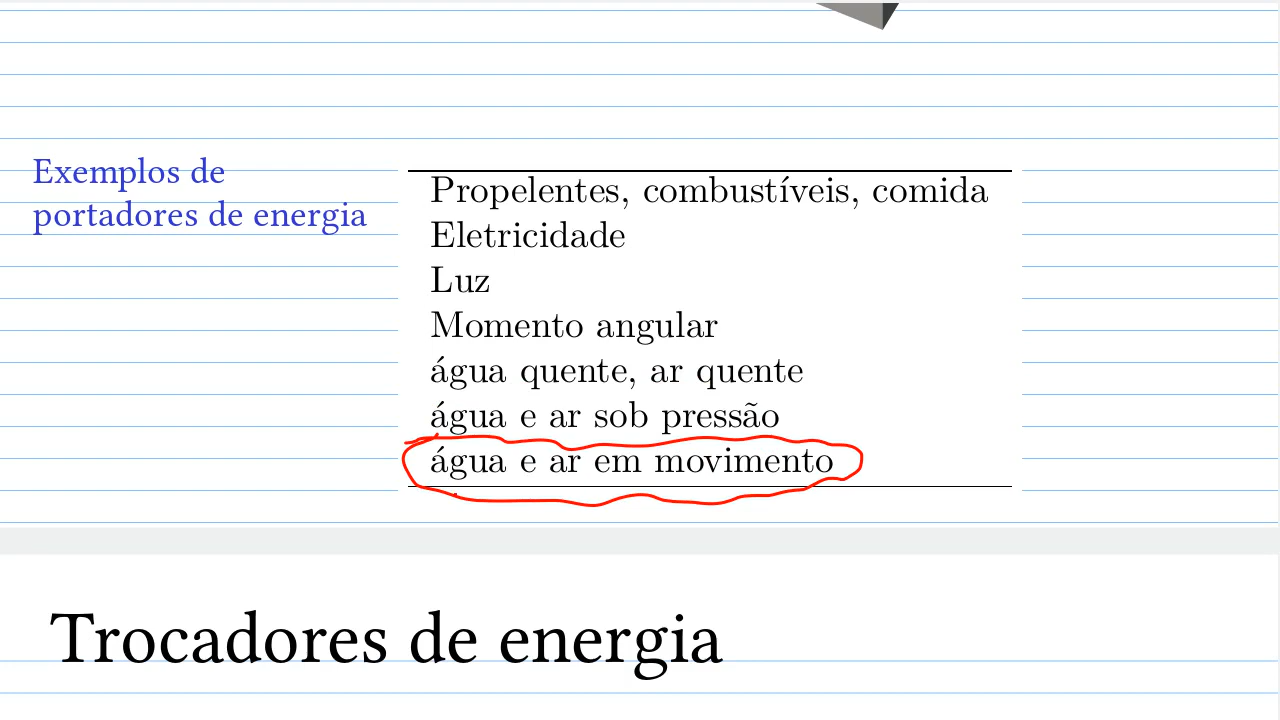 Exemplos de
portadores de energia
Propelentes, combustíveis, comida
Eletricidade
Luz
Momento angular
água quente, ar quente
água e ar sob pressão
água e ar em movimento
Trocadores de energia